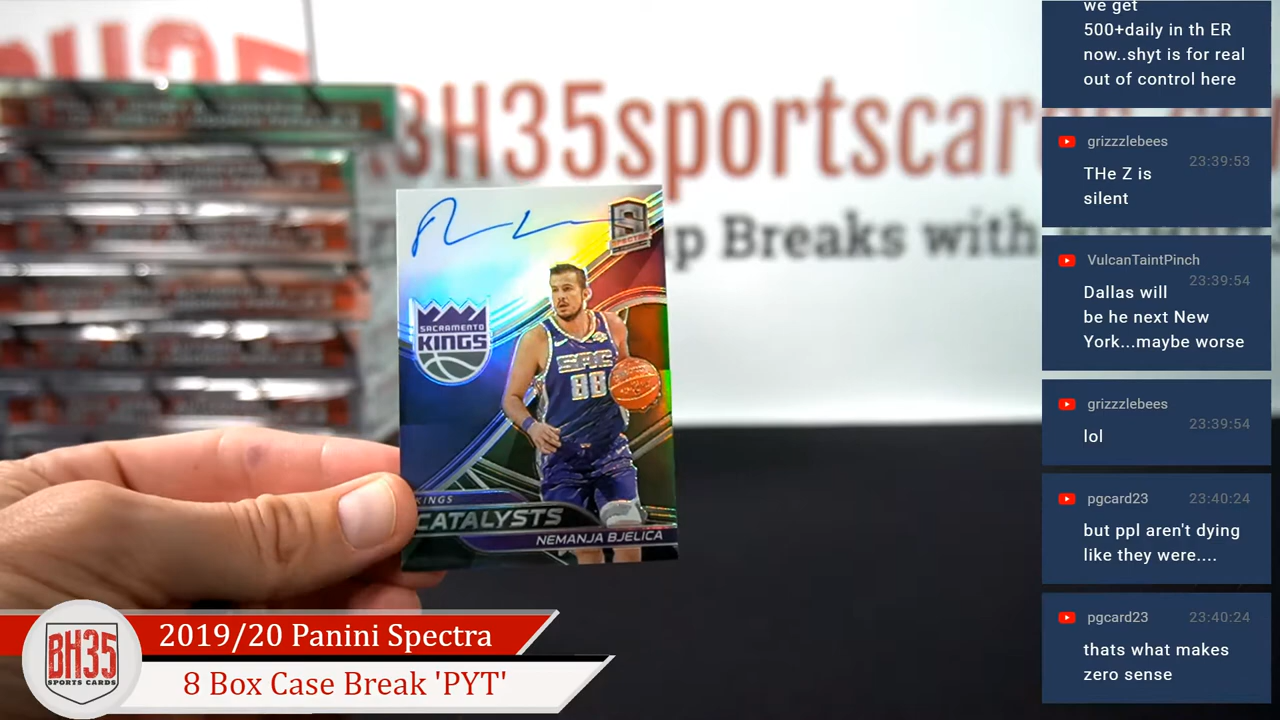 BH35sportscar
p Breaks with
SPECTRA
SACRAMENTO
KINGS
SAC
88
KINGS
CATALYSTS
NEMANJA BJELICA
BH35
SPORTS CARDS
2019/20 Panini Spectra
8 Box Case Break 'PYT'
we get
500+daily in th ER
now..shyt is for real
out of control here
grizzzlebees
23:39:53
THe Z is
silent
VulcanTaintPinch
23:39:54
Dallas will
be he next New
York...maybe worse
grizzzlebees
23:39:54
lol
pgcard23 23:40:24
but ppl aren't dying
like they were....
pgcard23 23:40:24
thats what makes
zero sense